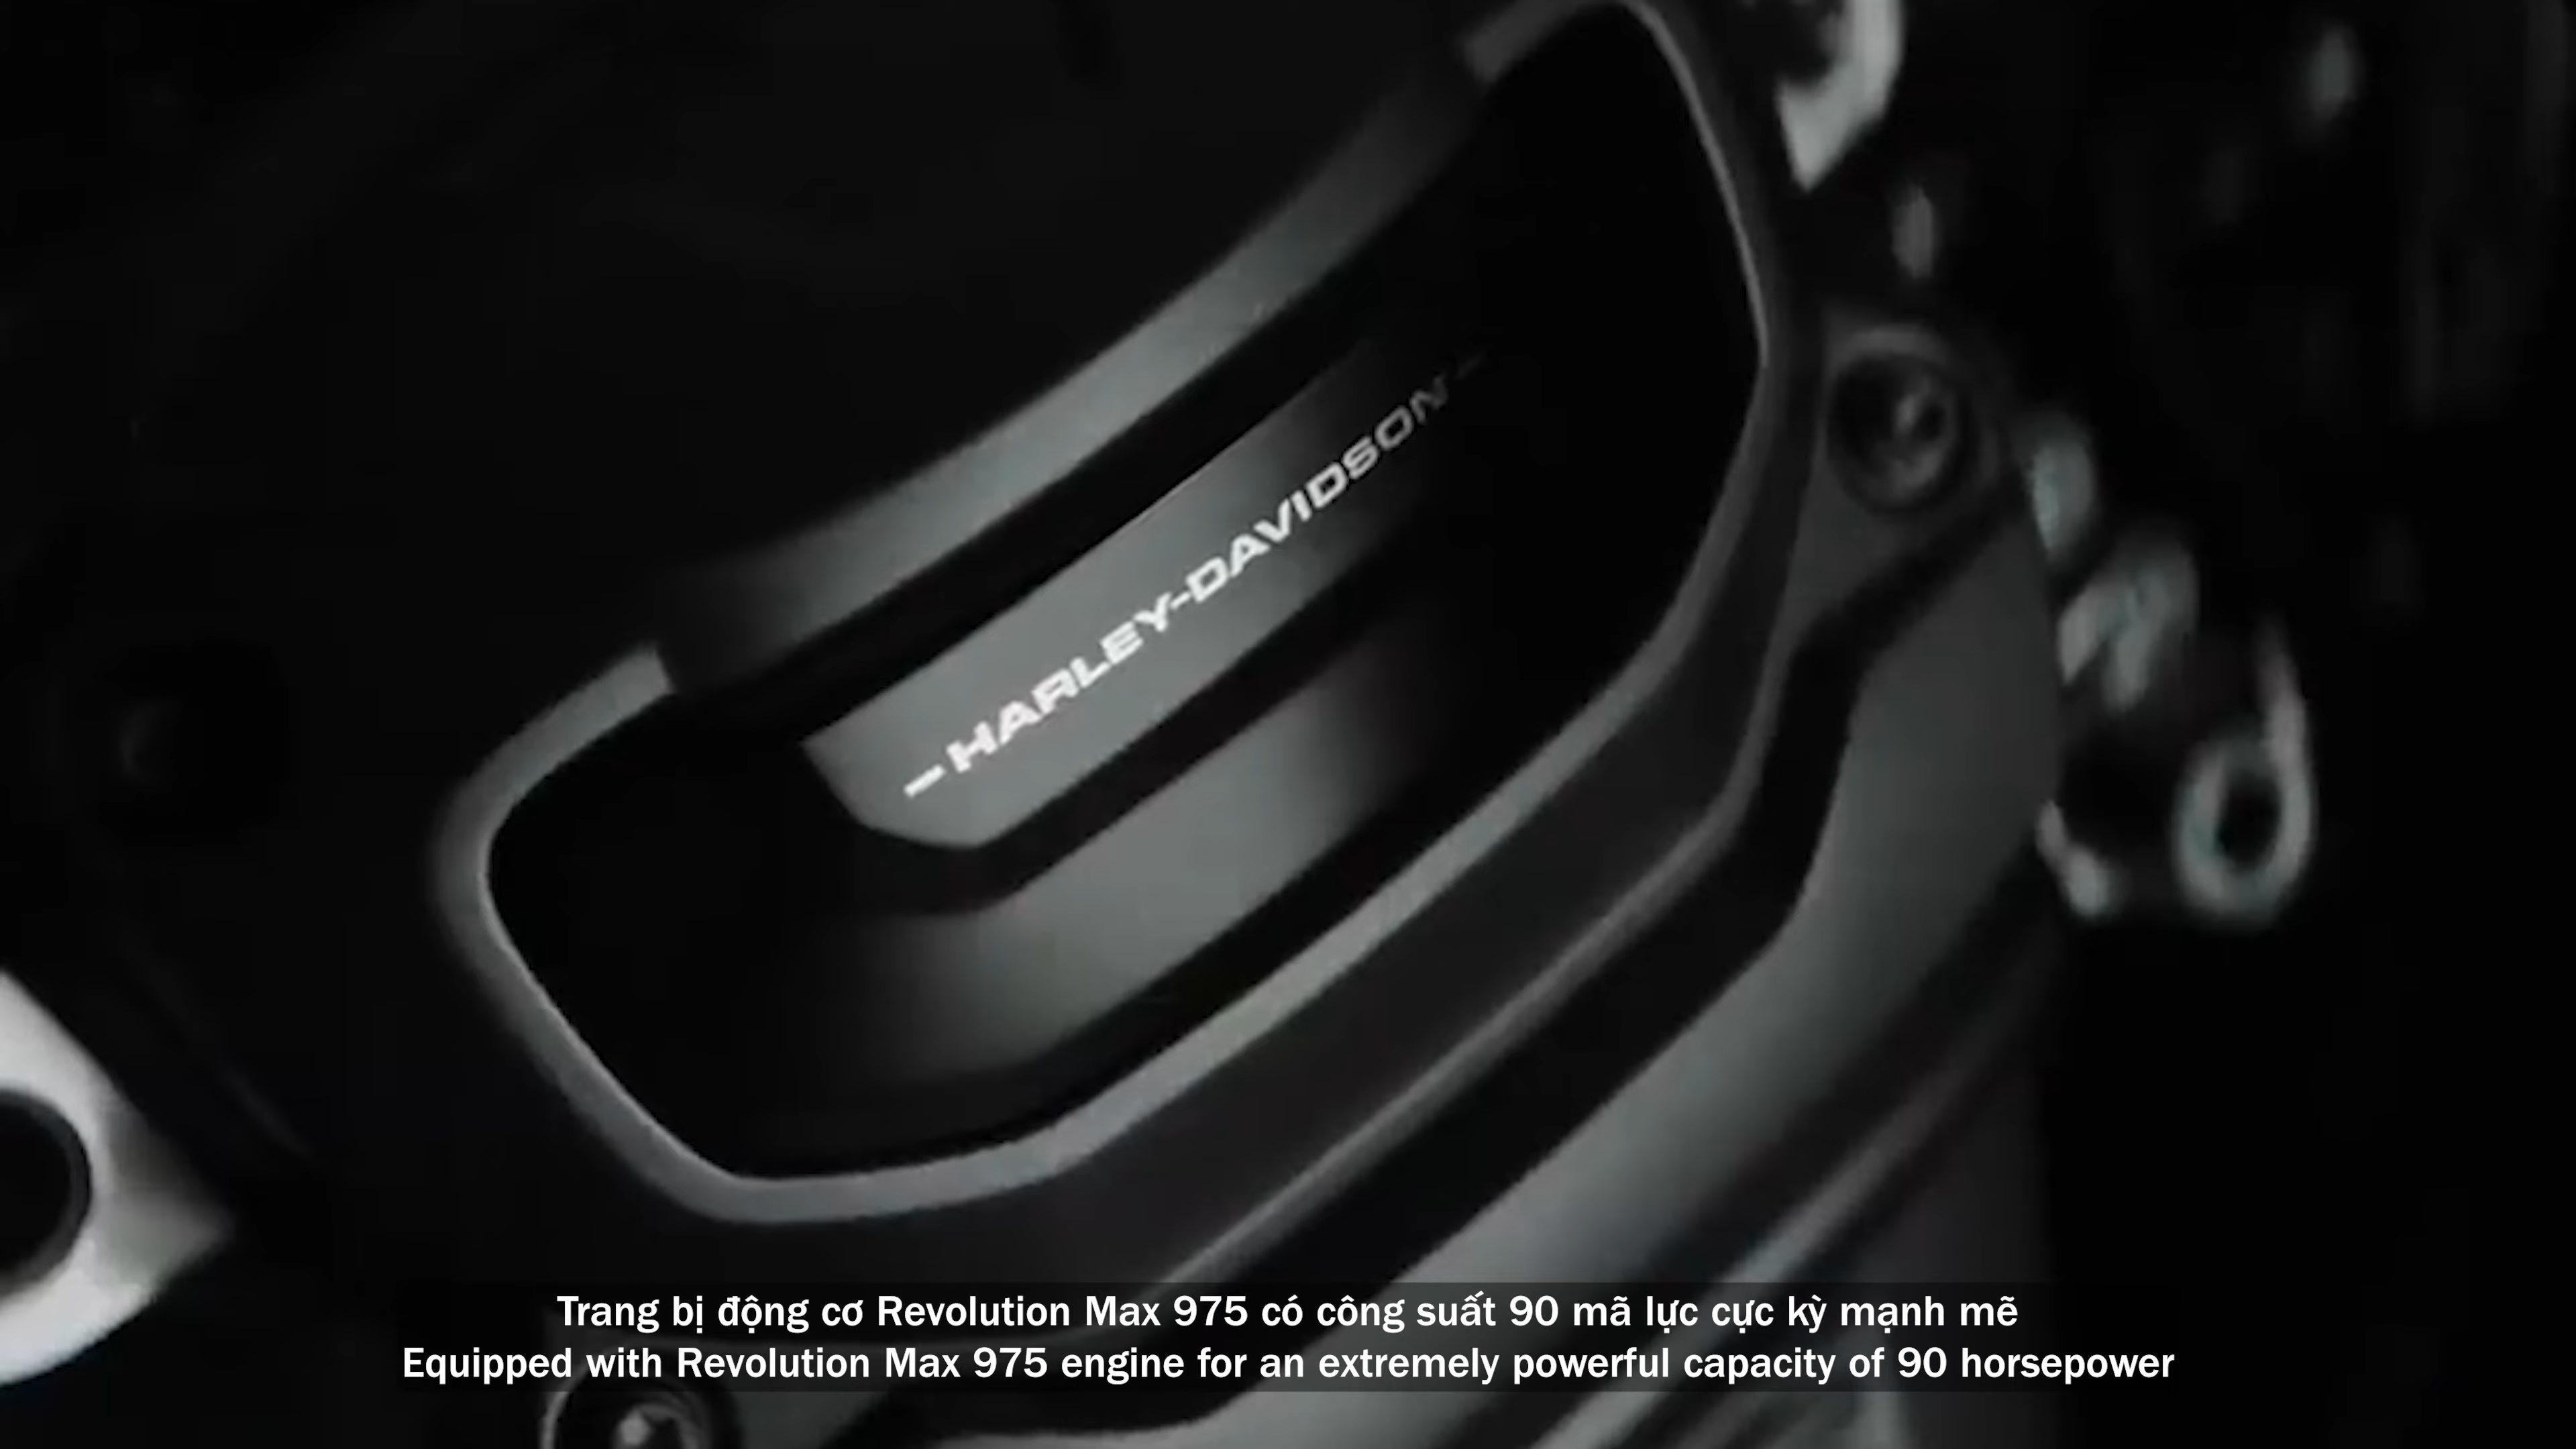 – HARLEY-DAVIDSON –
Trang bị động cơ Revolution Max 975 có công suất 90 mã lực cực kỳ mạnh mẽ
Equipped with Revolution Max 975 engine for an extremely powerful capacity of 90 horsepower